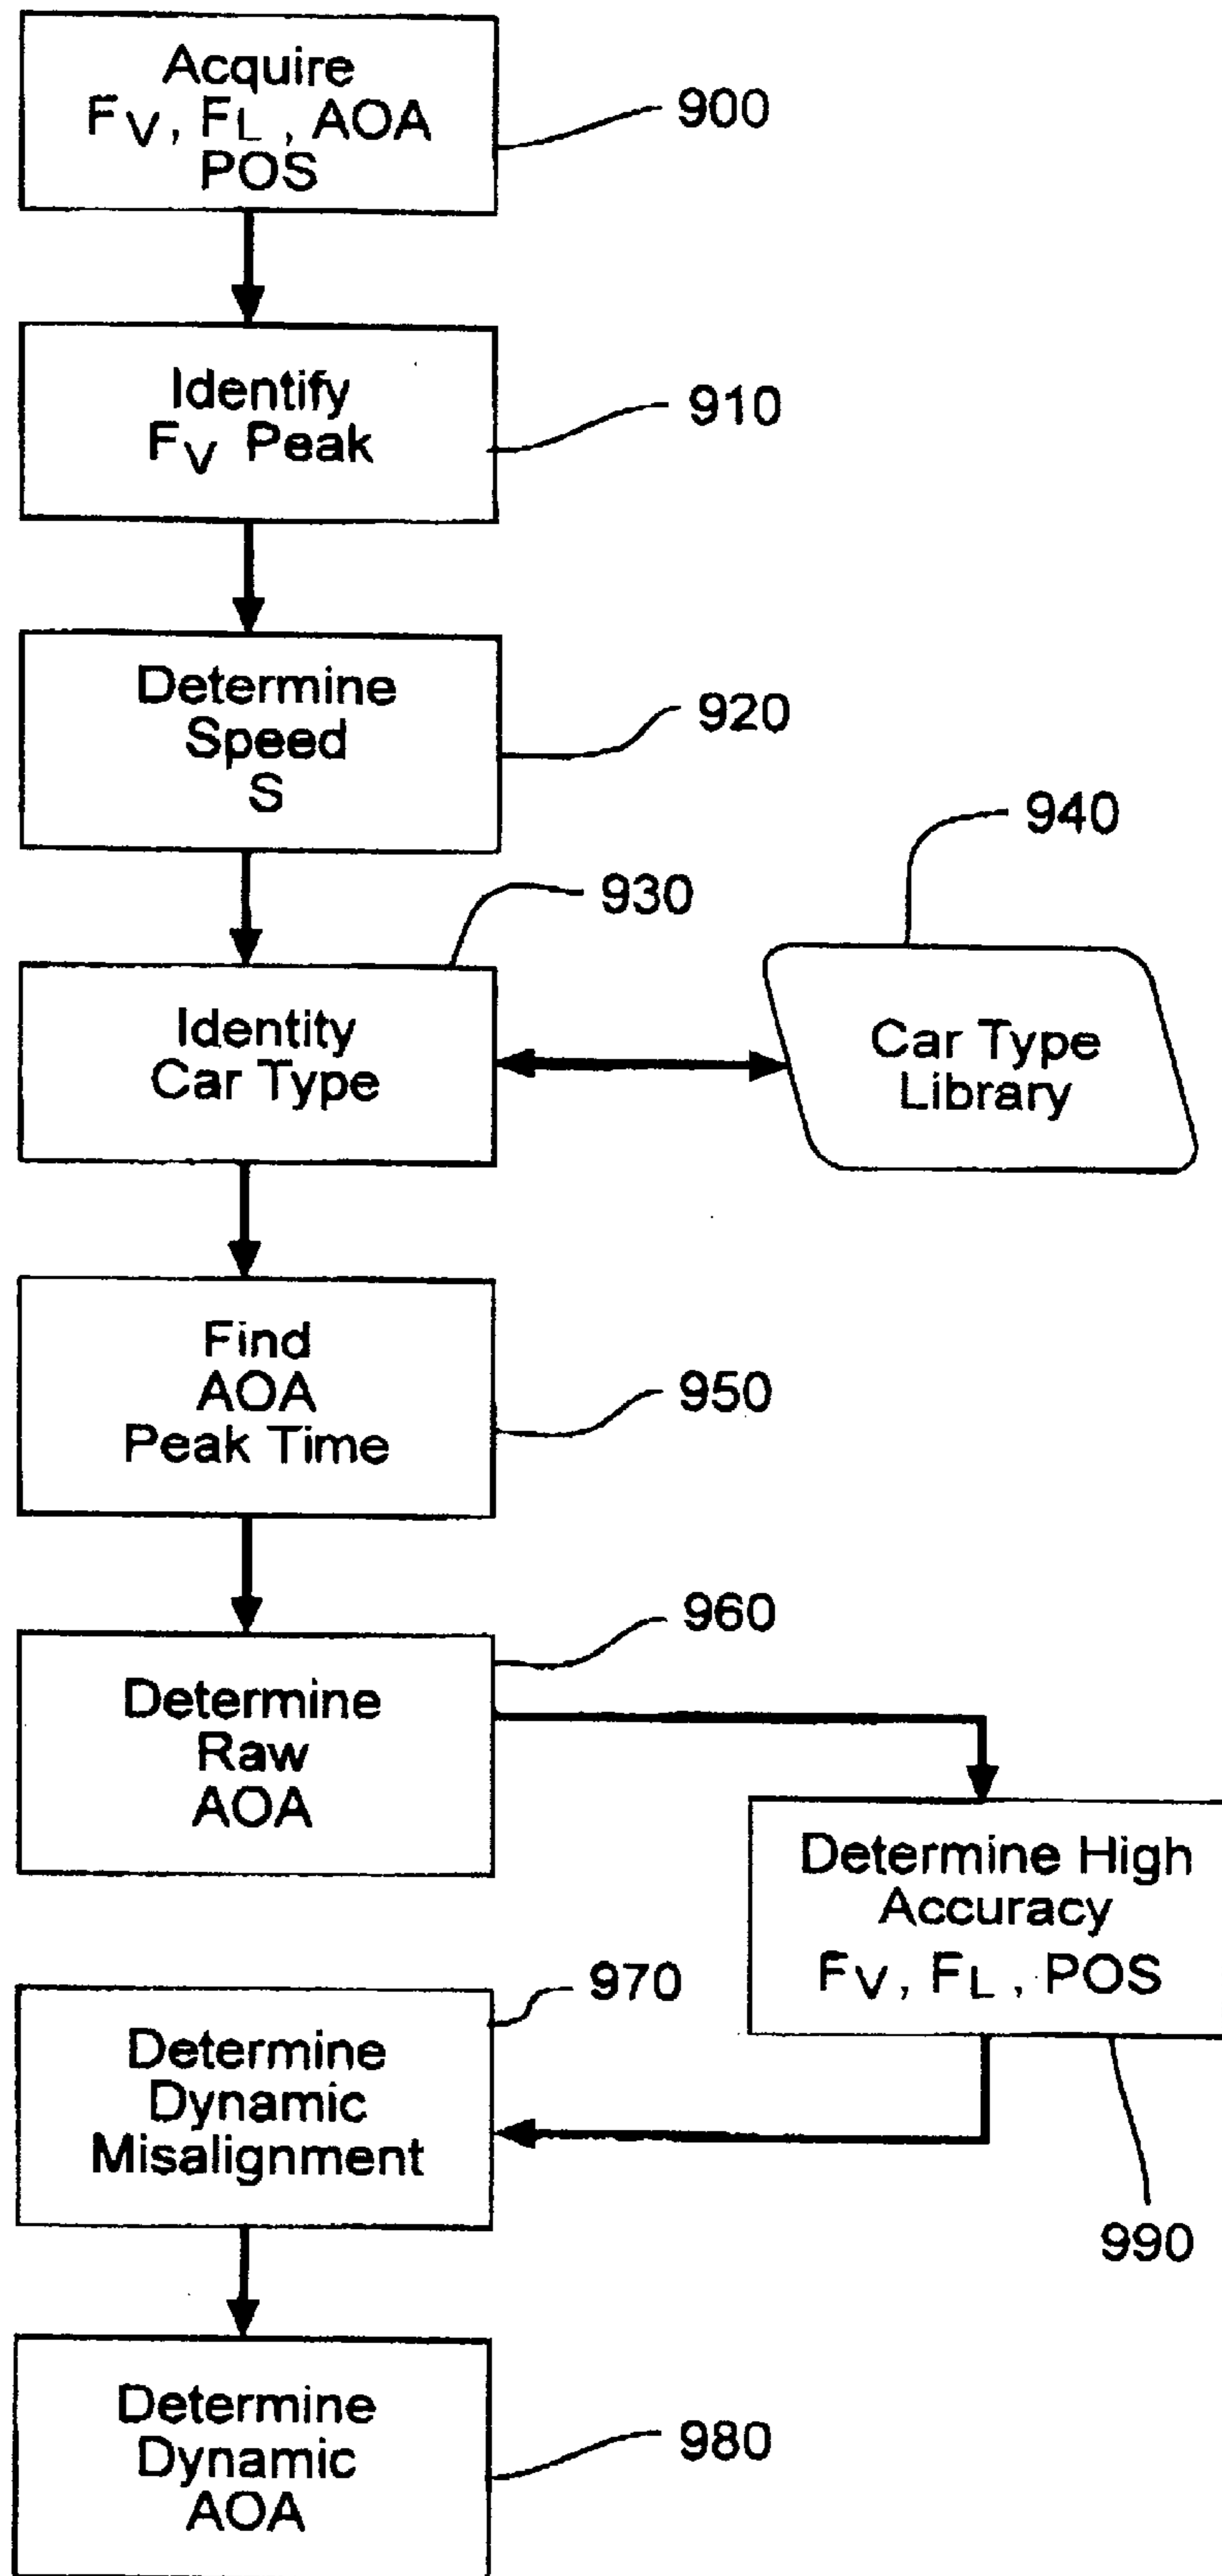 Acquire
FV, FL, AOA
POS
900
Identify
FV Peak
910
Determine
Speed
S
920
930
940
Identity
Car Type
Car Type
Library
Find
AOA
Peak Time
950
960
Determine
Raw
AOA
Determine High
Accuracy
FV, FL, POS
970
Determine
Dynamic
Misalignment
990
Determine
Dynamic
AOA
980